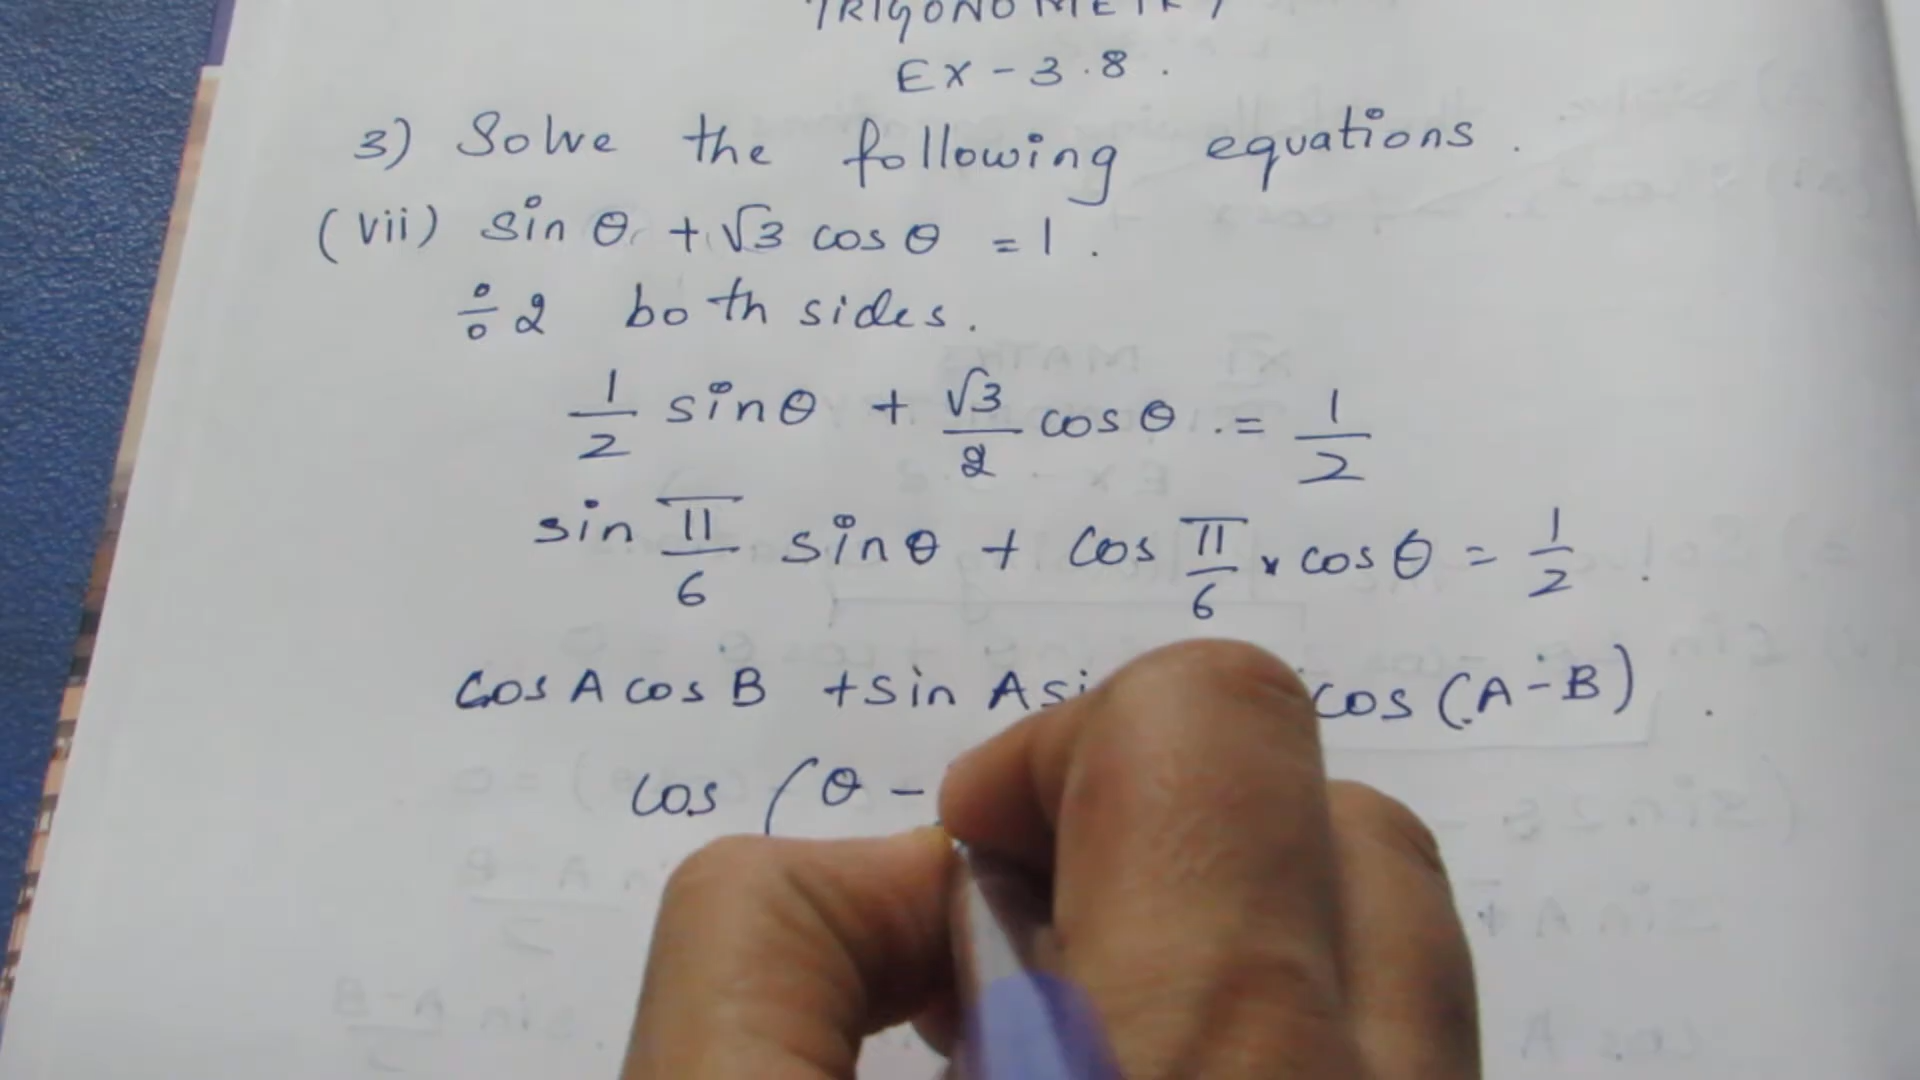 TRIGONOMETRY
EX - 3.8.
3) Solve the following equations.
(vii) sin θ + √3 cos θ = 1.
÷ 2 both sides.
1/2 sin θ + √3/2 cos θ = 1/2
sin π/6 sin θ + cos π/6 × cos θ = 1/2.
cos A cos B + sin A si cos (A - B).
cos (θ -